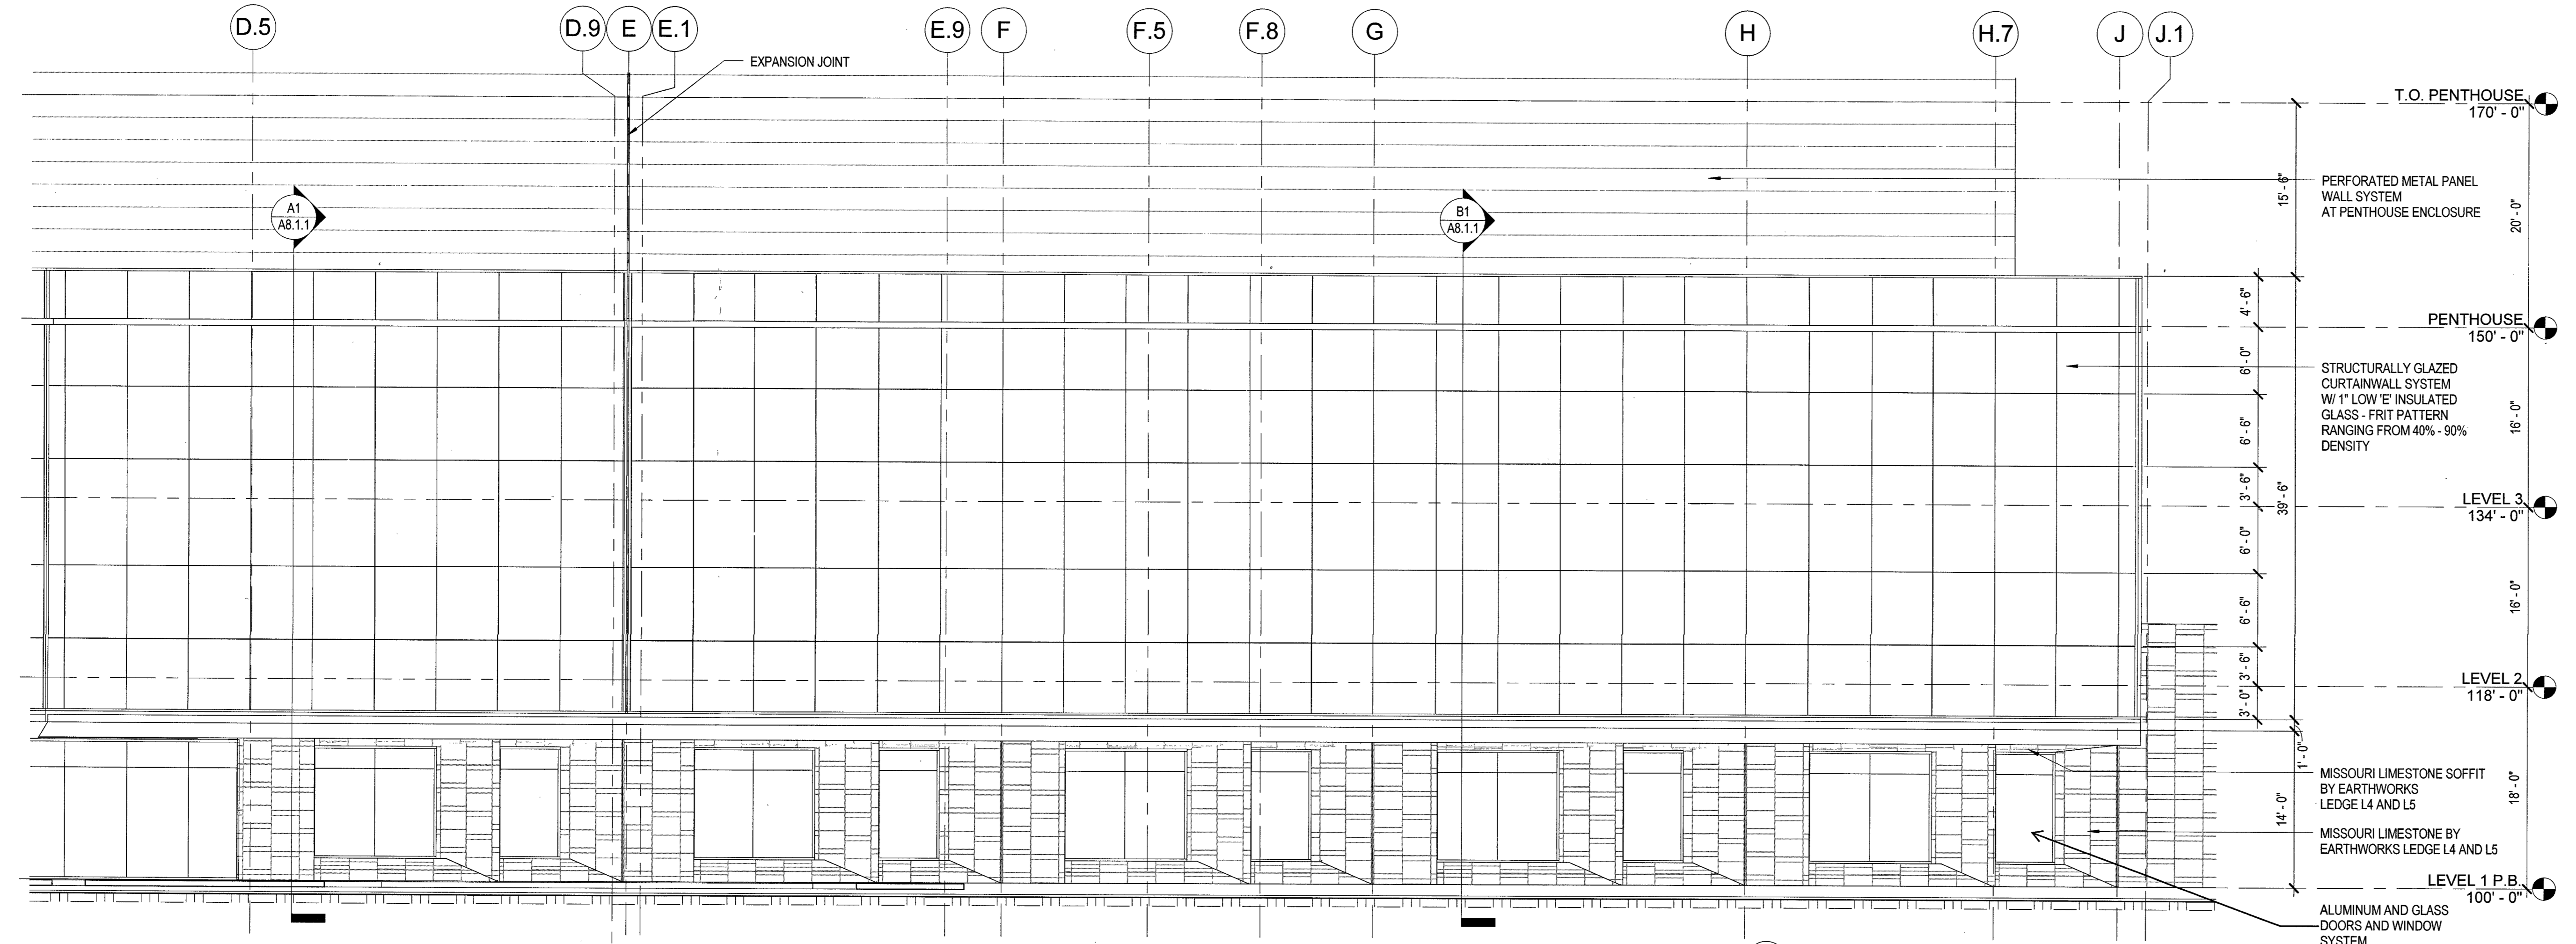 D.5
D.9
E
E.1
E.9
F
F.5
F.8
G
H
H.7
J
J.1
EXPANSION JOINT
T.O. PENTHOUSE
170' - 0"
A1
A8.1.1
B1
A8.1.1
15' - 6"
20' - 0"
PERFORATED METAL PANEL
WALL SYSTEM
AT PENTHOUSE ENCLOSURE
4' - 6"
PENTHOUSE
150' - 0"
6' - 0"
STRUCTURALLY GLAZED
CURTAINWALL SYSTEM
W/ 1" LOW 'E' INSULATED
GLASS - FRIT PATTERN
RANGING FROM 40% - 90%
DENSITY
16' - 0"
6' - 6"
3' - 6"
39' - 6"
LEVEL 3
134' - 0"
6' - 0"
16' - 0"
6' - 6"
3' - 6"
LEVEL 2
118' - 0"
3' - 0"
1' - 0"
MISSOURI LIMESTONE SOFFIT
BY EARTHWORKS
LEDGE L4 AND L5
18' - 0"
14' - 0"
MISSOURI LIMESTONE BY
EARTHWORKS LEDGE L4 AND L5
LEVEL 1 P.B.
100' - 0"
ALUMINUM AND GLASS
DOORS AND WINDOW
SYSTEM